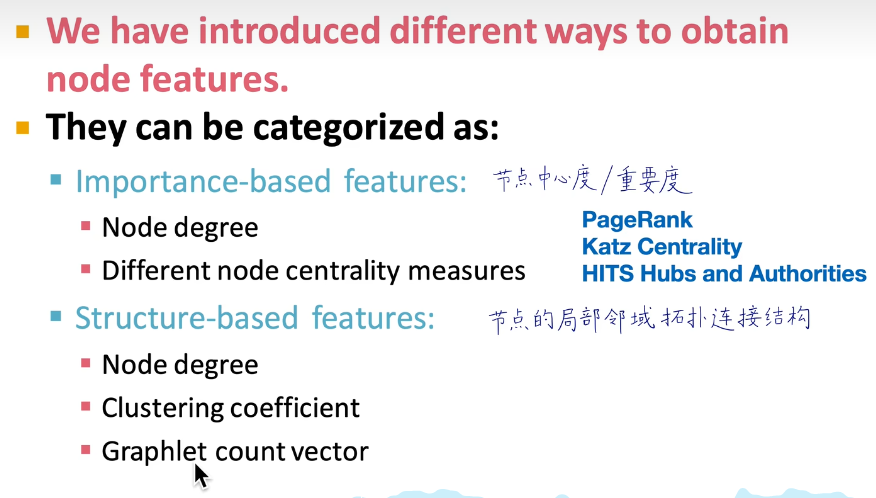 We have introduced different ways to obtain
node features.
They can be categorized as:
Importance-based features: 节点中心度/重要度
Node degree
PageRank
Katz Centrality
Different node centrality measures
HITS Hubs and Authorities
Structure-based features: 节点的局部邻域拓扑连接结构
Node degree
Clustering coefficient
Graphlet count vector